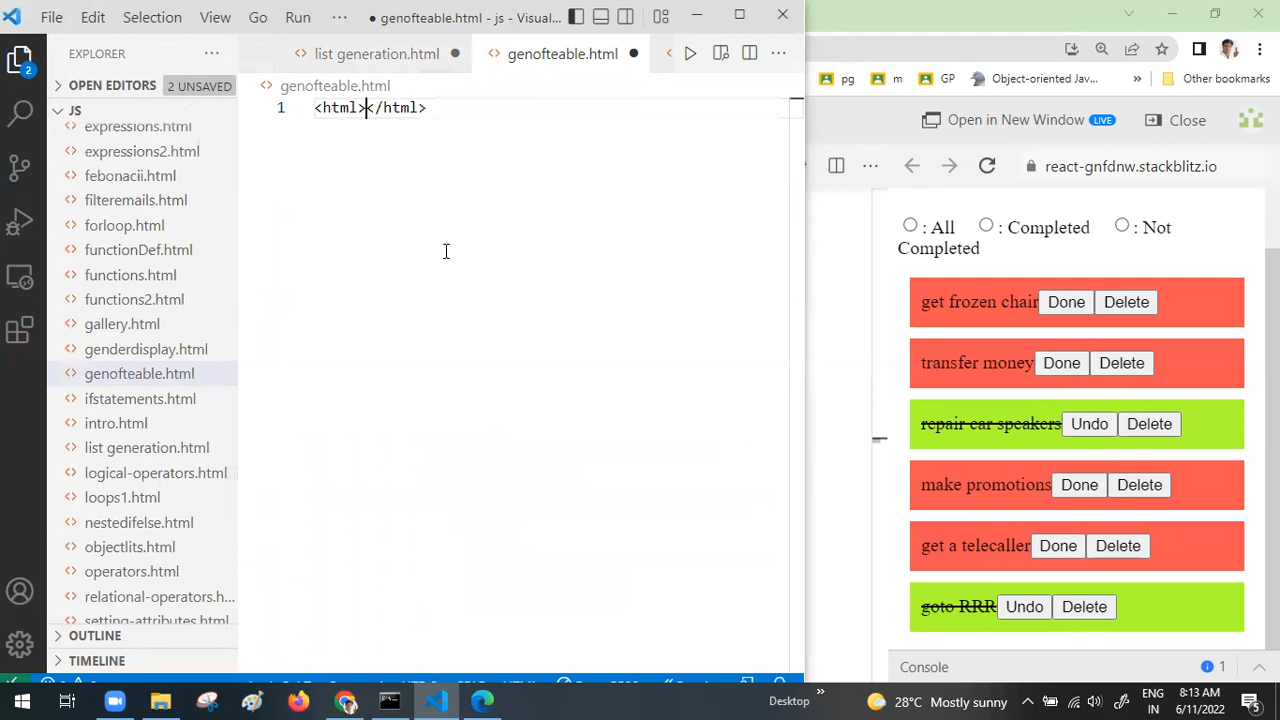 File Edit Selection View Go Run ··· ● genofteable.html - js - Visual...
EXPLORER ···
OPEN EDITORS 2 UNSAVED
JS
expressions.html
expressions2.html
febonacii.html
filteremails.html
forloop.html
functionDef.html
functions.html
functions2.html
gallery.html
genderdisplay.html
genofteable.html
ifstatements.html
intro.html
list generation.html
logical-operators.html
loops1.html
nestedifelse.html
objectlits.html
operators.html
relational-operators.h...
setting-attributes.html
OUTLINE
TIMELINE
2
list generation.html ● genofteable.html ●
genofteable.html
1 <html></html>
pg m GP Object-oriented Java... » Other bookmarks
Open in New Window LIVE Close
react-gnfdnw.stackblitz.io
: All : Completed : Not
Completed
get frozen chair Done Delete
transfer money Done Delete
repair car speakers Undo Delete
make promotions Done Delete
get a telecaller Done Delete
goto RRR Undo Delete
Console 1
Desktop » 28°C Mostly sunny ENG IN 8:13 AM 6/11/2022 5